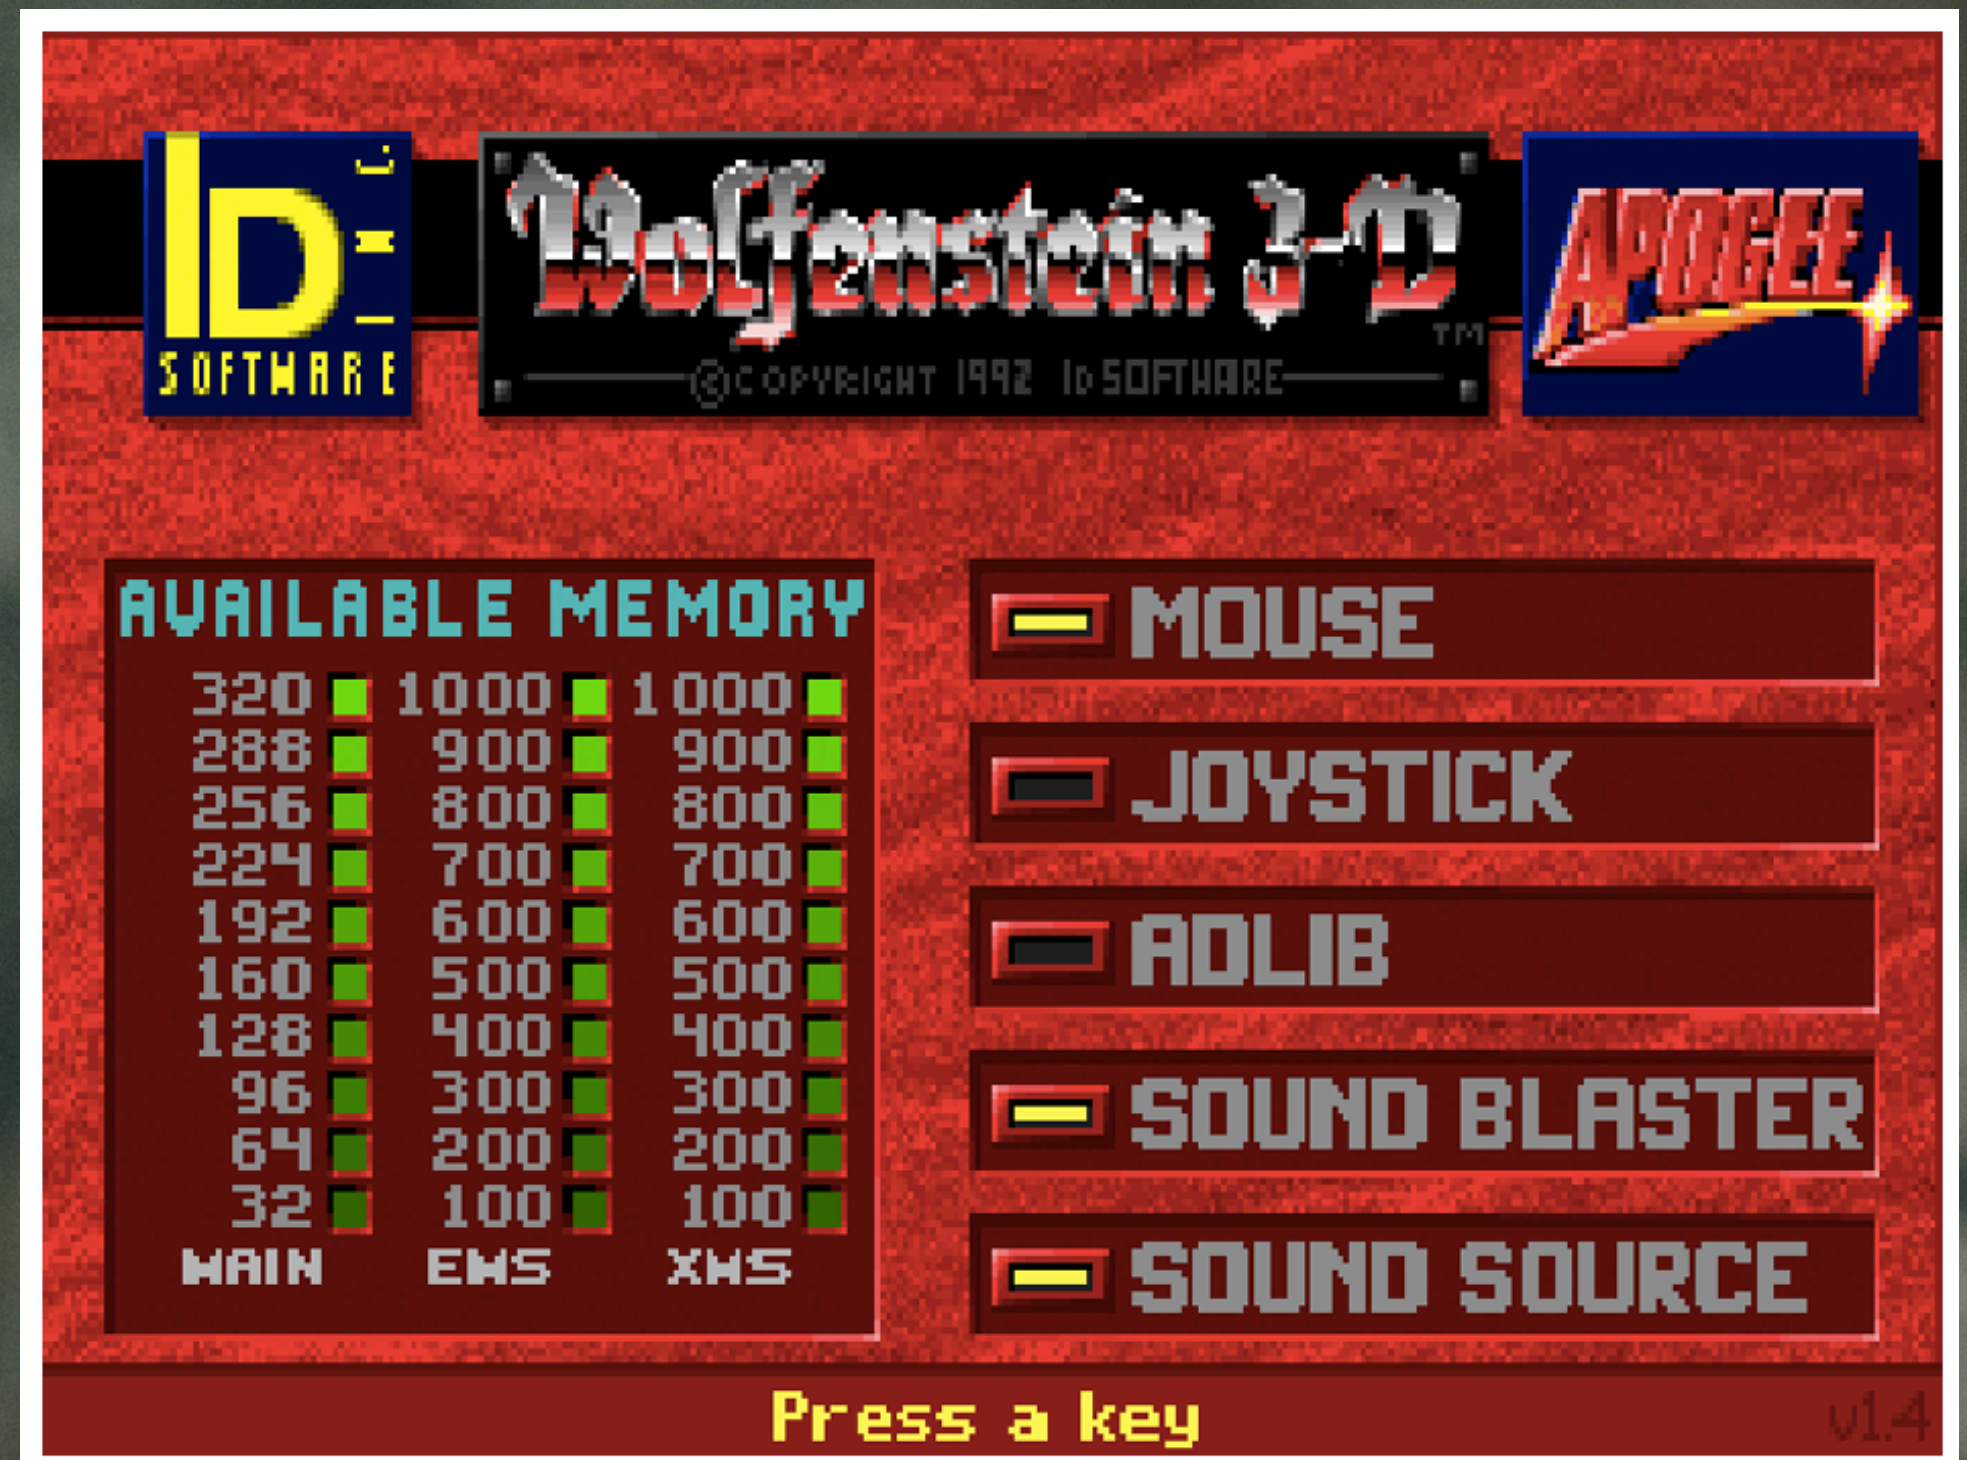 ID
SOFTWARE
INC.
Wolfenstein 3-D
TM
©COPYRIGHT 1992 ID SOFTWARE
APOGEE
AVAILABLE MEMORY
320 1000 1000
288 900 900
256 800 800
224 700 700
192 600 600
160 500 500
128 400 400
96 300 300
64 200 200
32 100 100
MAIN EMS XMS
MOUSE
JOYSTICK
ADLIB
SOUND BLASTER
SOUND SOURCE
Press a key
v1.4